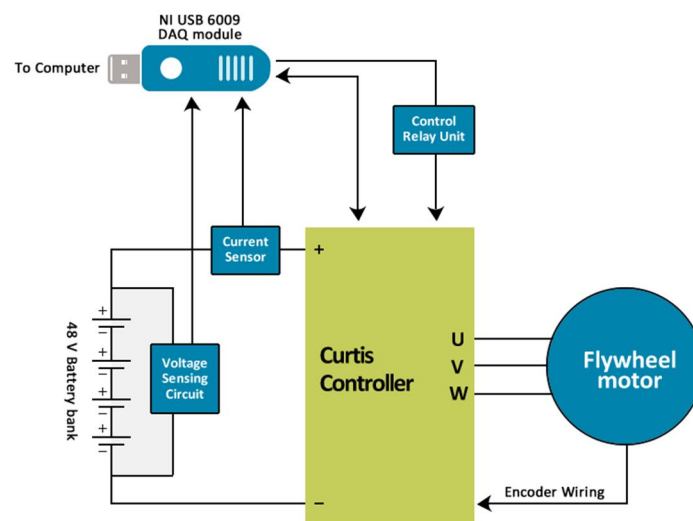 NI USB 6009
DAQ module
To Computer
Control
Relay Unit
Current
Sensor
+
48 V Battery bank
+
−
+
−
+
−
+
−
Voltage
Sensing
Circuit
Curtis
Controller
U
V
W
Flywheel
motor
−
Encoder Wiring